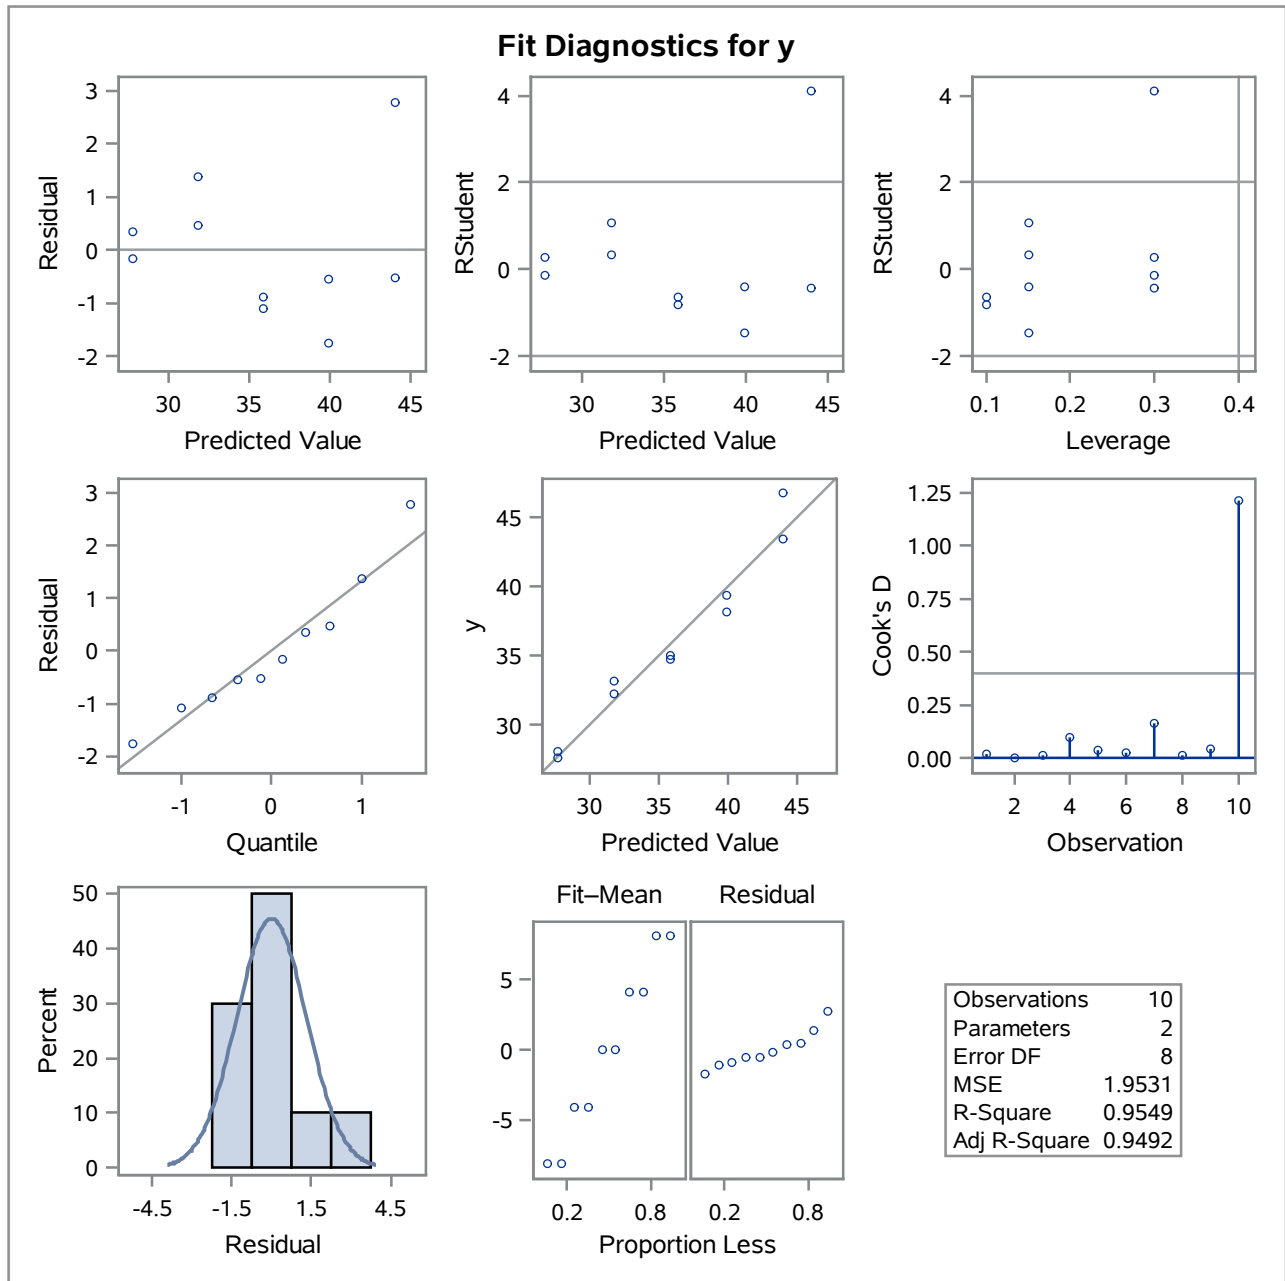 Fit Diagnostics for y
3
2
1
0
-1
-2
Residual
30 35 40 45
Predicted Value
4
2
0
-2
RStudent
30 35 40 45
Predicted Value
4
2
0
-2
RStudent
0.1 0.2 0.3 0.4
Leverage
3
2
1
0
-1
-2
Residual
-1 0 1
Quantile
45
40
35
30
y
30 35 40 45
Predicted Value
1.25
1.00
0.75
0.50
0.25
0.00
Cook's D
2 4 6 8 10
Observation
50
40
30
20
10
0
Percent
-4.5 -1.5 1.5 4.5
Residual
Fit–Mean Residual
5
0
-5
0.2 0.8 0.2 0.8
Proportion Less
Observations 10
Parameters 2
Error DF 8
MSE 1.9531
R-Square 0.9549
Adj R-Square 0.9492